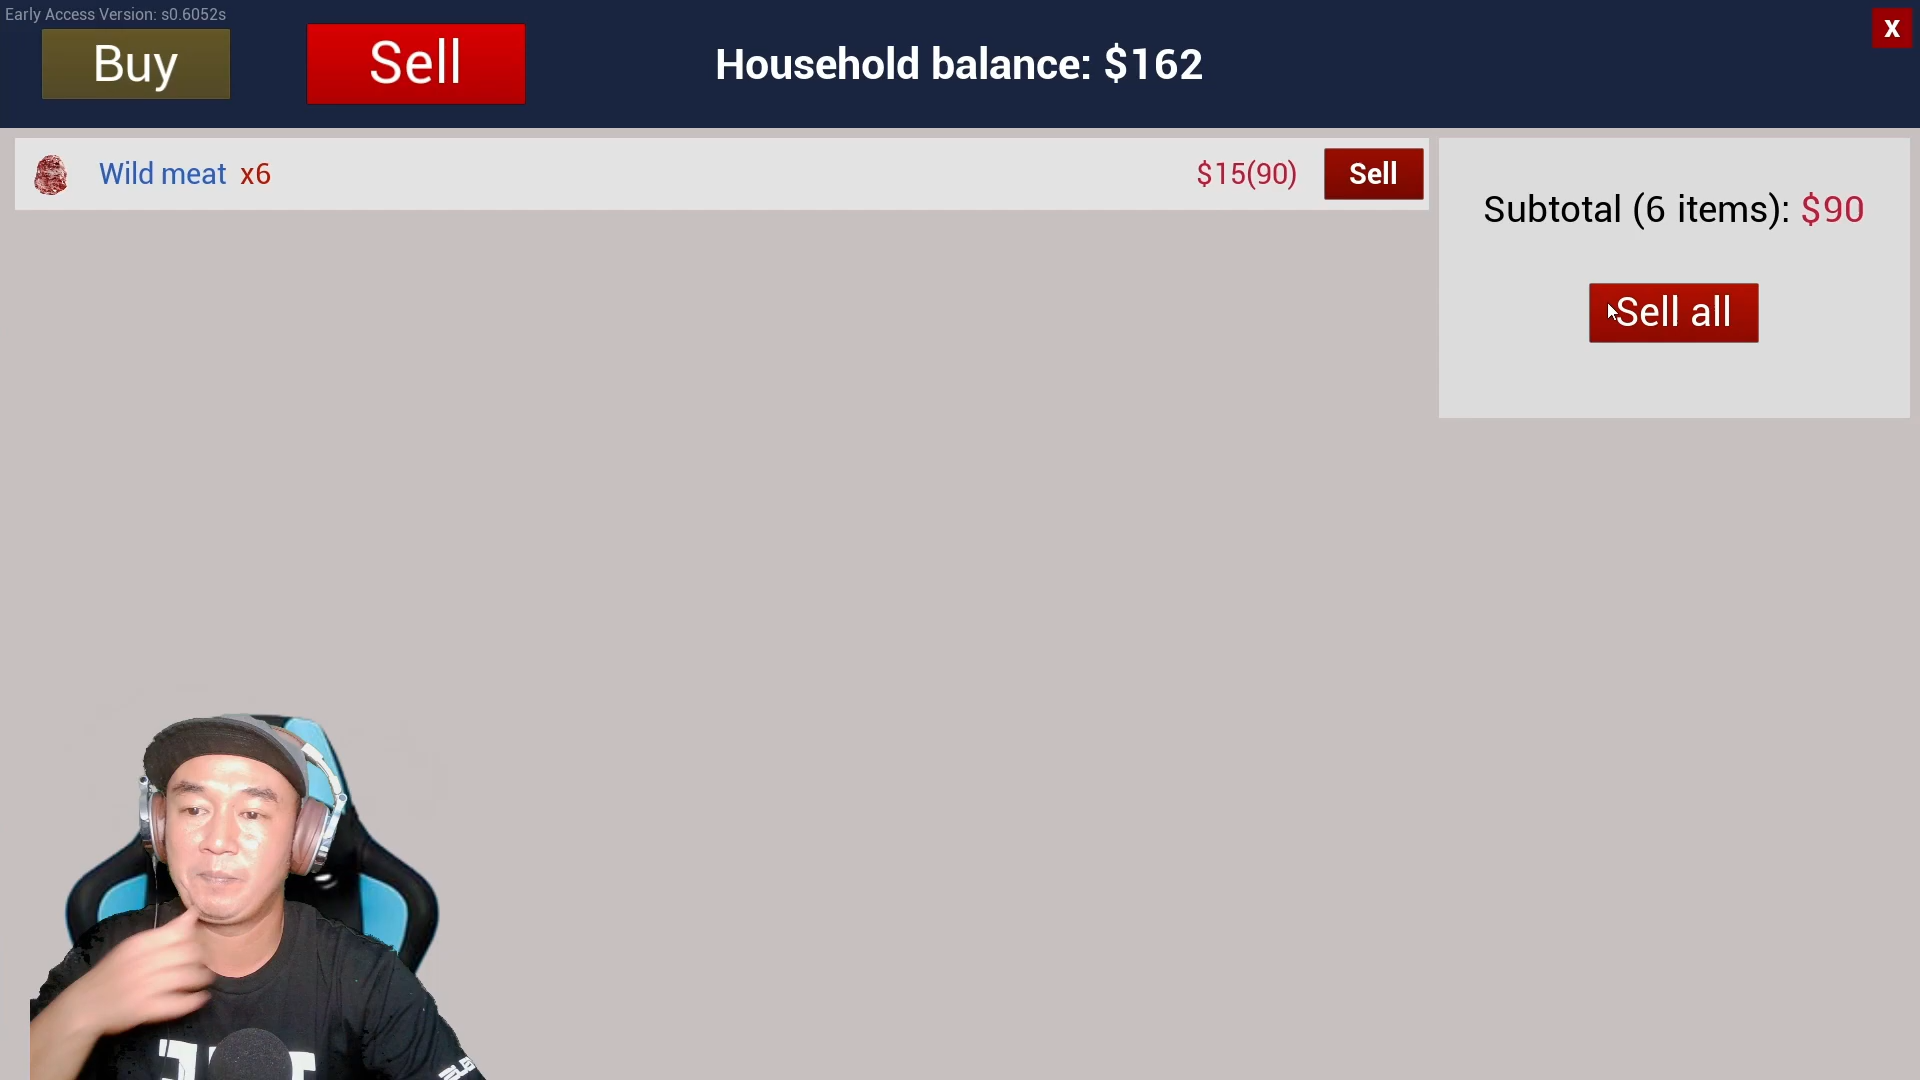 Early Access Version: s0.6052s
Buy
Sell
Household balance: $162
X
Wild meat x6
$15(90)
Sell
Subtotal (6 items): $90
Sell all